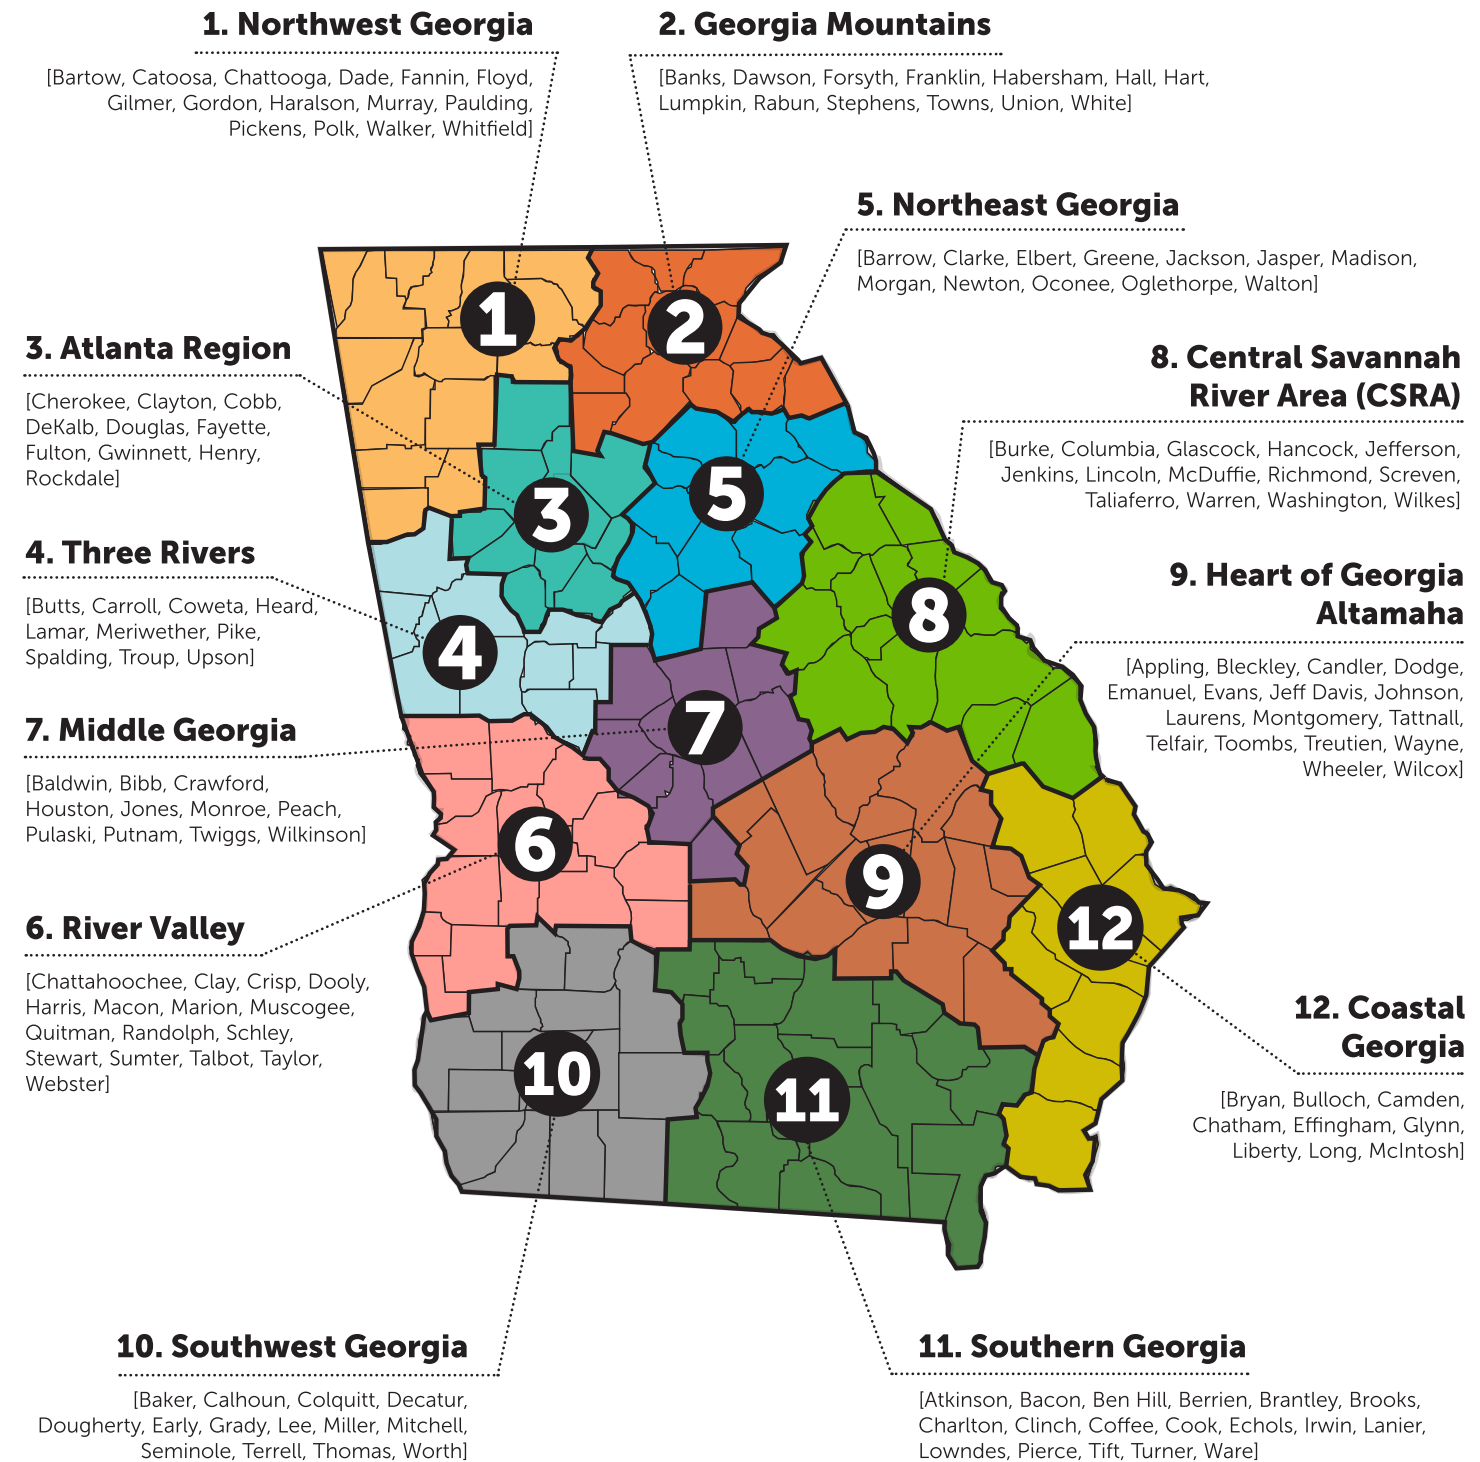 1. Northwest Georgia
[Bartow, Catoosa, Chattooga, Dade, Fannin, Floyd,
Gilmer, Gordon, Haralson, Murray, Paulding,
Pickens, Polk, Walker, Whitfield]
2. Georgia Mountains
[Banks, Dawson, Forsyth, Franklin, Habersham, Hall, Hart,
Lumpkin, Rabun, Stephens, Towns, Union, White]
5. Northeast Georgia
[Barrow, Clarke, Elbert, Greene, Jackson, Jasper, Madison,
Morgan, Newton, Oconee, Oglethorpe, Walton]
3. Atlanta Region
[Cherokee, Clayton, Cobb,
DeKalb, Douglas, Fayette,
Fulton, Gwinnett, Henry,
Rockdale]
8. Central Savannah
River Area (CSRA)
[Burke, Columbia, Glascock, Hancock, Jefferson,
Jenkins, Lincoln, McDuffie, Richmond, Screven,
Taliaferro, Warren, Washington, Wilkes]
4. Three Rivers
[Butts, Carroll, Coweta, Heard,
Lamar, Meriwether, Pike,
Spalding, Troup, Upson]
9. Heart of Georgia
Altamaha
[Appling, Bleckley, Candler, Dodge,
Emanuel, Evans, Jeff Davis, Johnson,
Laurens, Montgomery, Tattnall,
Telfair, Toombs, Treutien, Wayne,
Wheeler, Wilcox]
7. Middle Georgia
[Baldwin, Bibb, Crawford,
Houston, Jones, Monroe, Peach,
Pulaski, Putnam, Twiggs, Wilkinson]
6. River Valley
[Chattahoochee, Clay, Crisp, Dooly,
Harris, Macon, Marion, Muscogee,
Quitman, Randolph, Schley,
Stewart, Sumter, Talbot, Taylor,
Webster]
12. Coastal
Georgia
[Bryan, Bulloch, Camden,
Chatham, Effingham, Glynn,
Liberty, Long, McIntosh]
1
2
3
5
4
8
7
6
9
12
10
11
10. Southwest Georgia
[Baker, Calhoun, Colquitt, Decatur,
Dougherty, Early, Grady, Lee, Miller, Mitchell,
Seminole, Terrell, Thomas, Worth]
11. Southern Georgia
[Atkinson, Bacon, Ben Hill, Berrien, Brantley, Brooks,
Charlton, Clinch, Coffee, Cook, Echols, Irwin, Lanier,
Lowndes, Pierce, Tift, Turner, Ware]